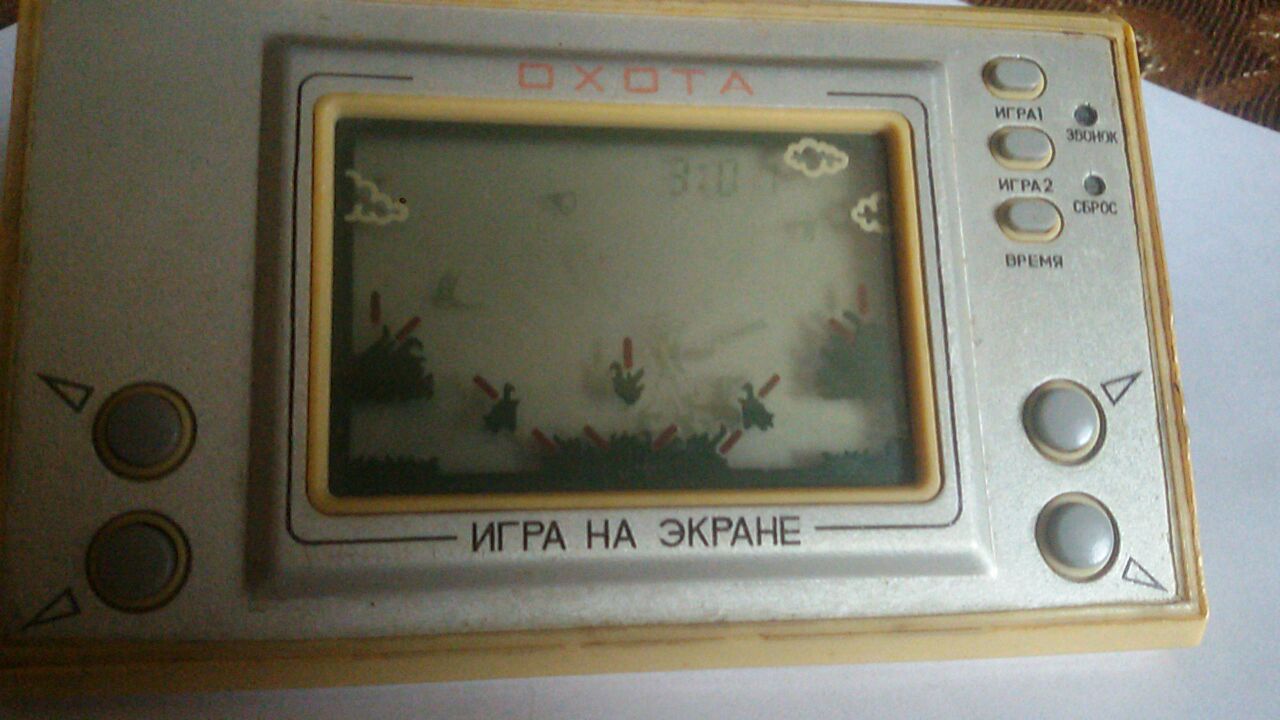 ОХОТА
ИГРА1
ЗВОНОК
ИГРА2
СБРОС
ВРЕМЯ
ИГРА НА ЭКРАНЕ